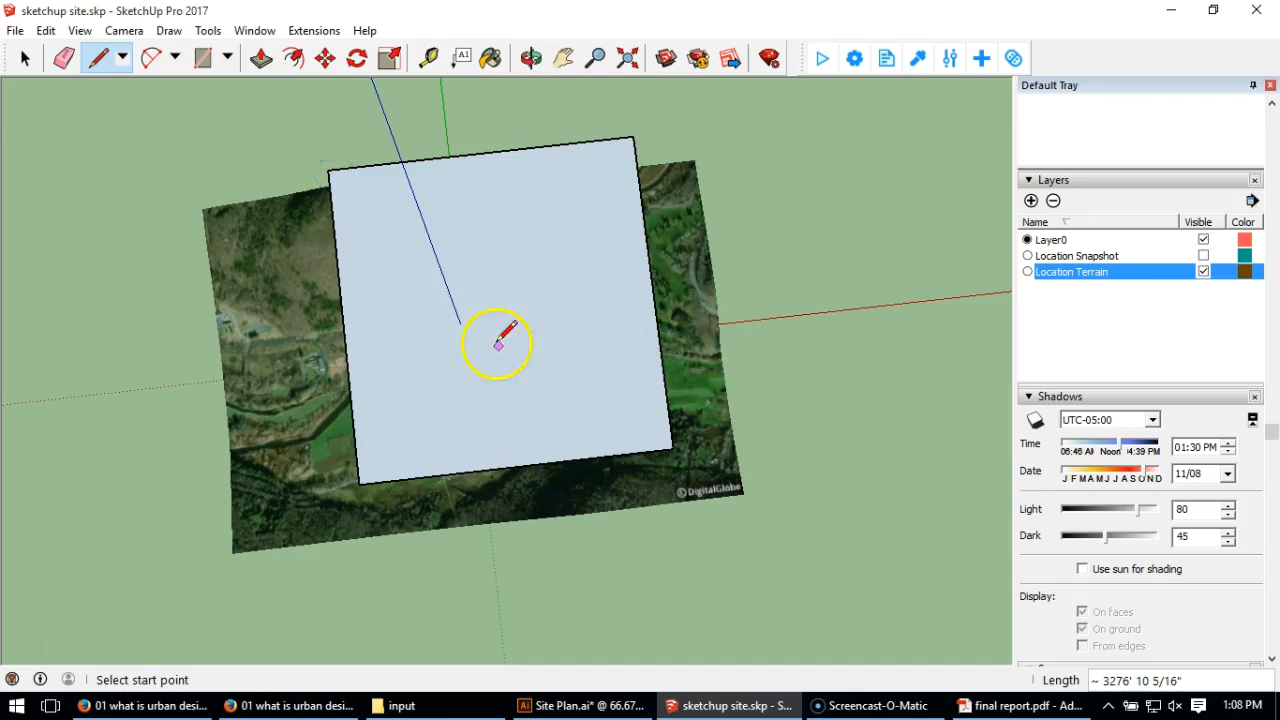 sketchup site.skp - SketchUp Pro 2017
File Edit View Camera Draw Tools Window Extensions Help
A1
Default Tray
Layers
Name Visible Color
Layer0
Location Snapshot
Location Terrain
©DigitalGlobe
Shadows
UTC-05:00
Time 06:46 AM Noon 4:39 PM 01:30 PM
Date J F M A M J J A S O N D 11/08
Light 80
Dark 45
Use sun for shading
Display:
On faces
On ground
From edges
Select start point
Length ~ 3276' 10 5/16"
01 what is urban desi... 01 what is urban desi... input Site Plan.ai* @ 66.67... sketchup site.skp - S... Screencast-O-Matic final report.pdf - Ad... 1:08 PM